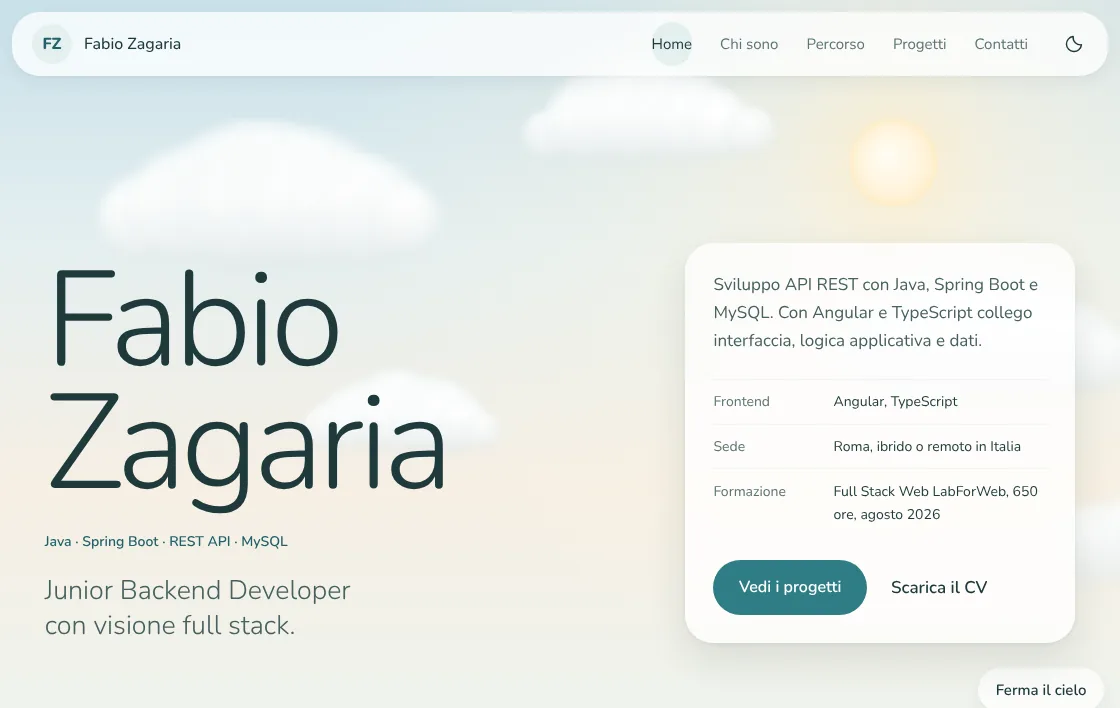 FZ Fabio Zagaria Home Chi sono Percorso Progetti Contatti
Fabio
Zagaria
Java · Spring Boot · REST API · MySQL
Junior Backend Developer
con visione full stack.
Sviluppo API REST con Java, Spring Boot e
MySQL. Con Angular e TypeScript collego
interfaccia, logica applicativa e dati.
Frontend Angular, TypeScript
Sede Roma, ibrido o remoto in Italia
Formazione Full Stack Web LabForWeb, 650
ore, agosto 2026
Vedi i progetti Scarica il CV
Ferma il cielo